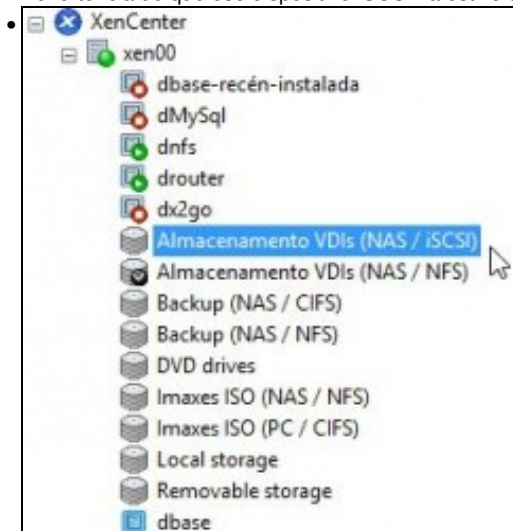 XenCenter
xen00
dbase-recén-instalada
dMySql
dnfs
drouter
dx2go
Almacenamento VDIs (NAS / iSCSI)
Almacenamento VDIs (NAS / NFS)
Backup (NAS / CIFS)
Backup (NAS / NFS)
DVD drives
Imaxes ISO (NAS / NFS)
Imaxes ISO (PC / CIFS)
Local storage
Removable storage
dbase